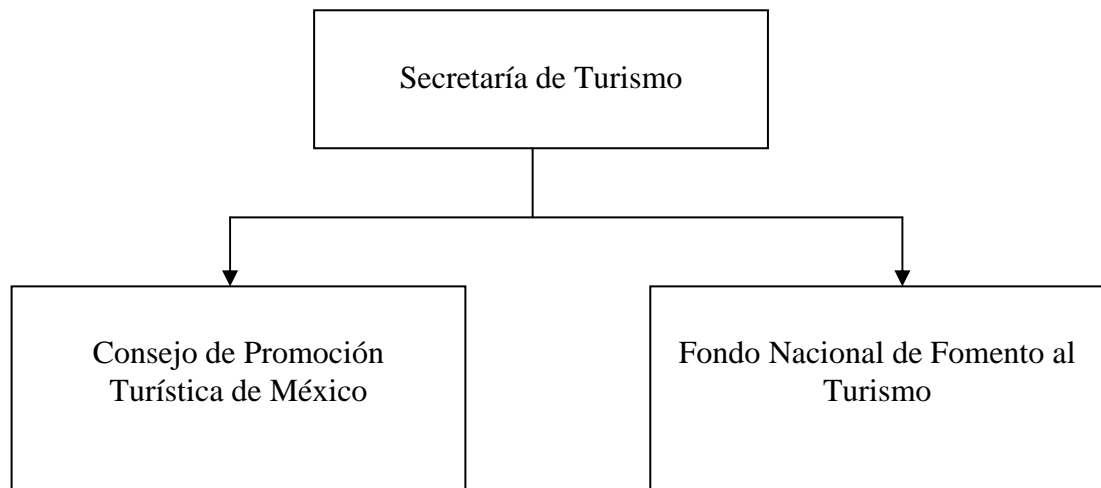 Secretaría de Turismo
Consejo de Promoción
Turística de México
Fondo Nacional de Fomento al
Turismo